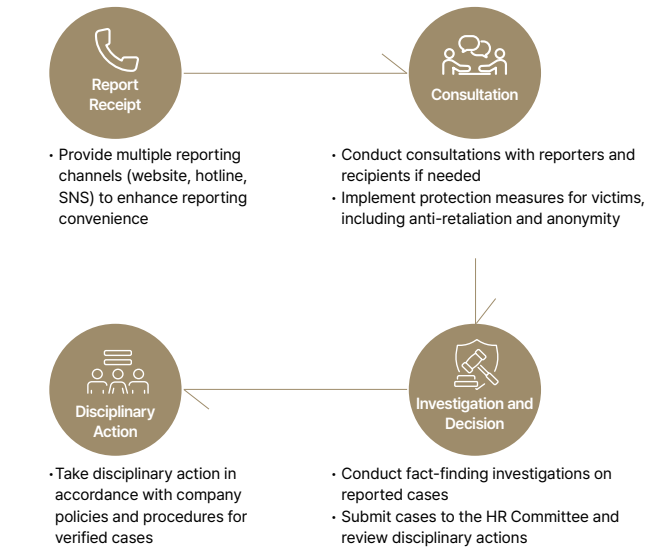 Report
Receipt
· Provide multiple reporting
channels (website, hotline,
SNS) to enhance reporting
convenience
Consultation
· Conduct consultations with reporters and
recipients if needed
· Implement protection measures for victims,
including anti-retaliation and anonymity
Investigation and
Decision
· Conduct fact-finding investigations on
reported cases
· Submit cases to the HR Committee and
review disciplinary actions
Disciplinary
Action
·Take disciplinary action in
accordance with company
policies and procedures for
verified cases